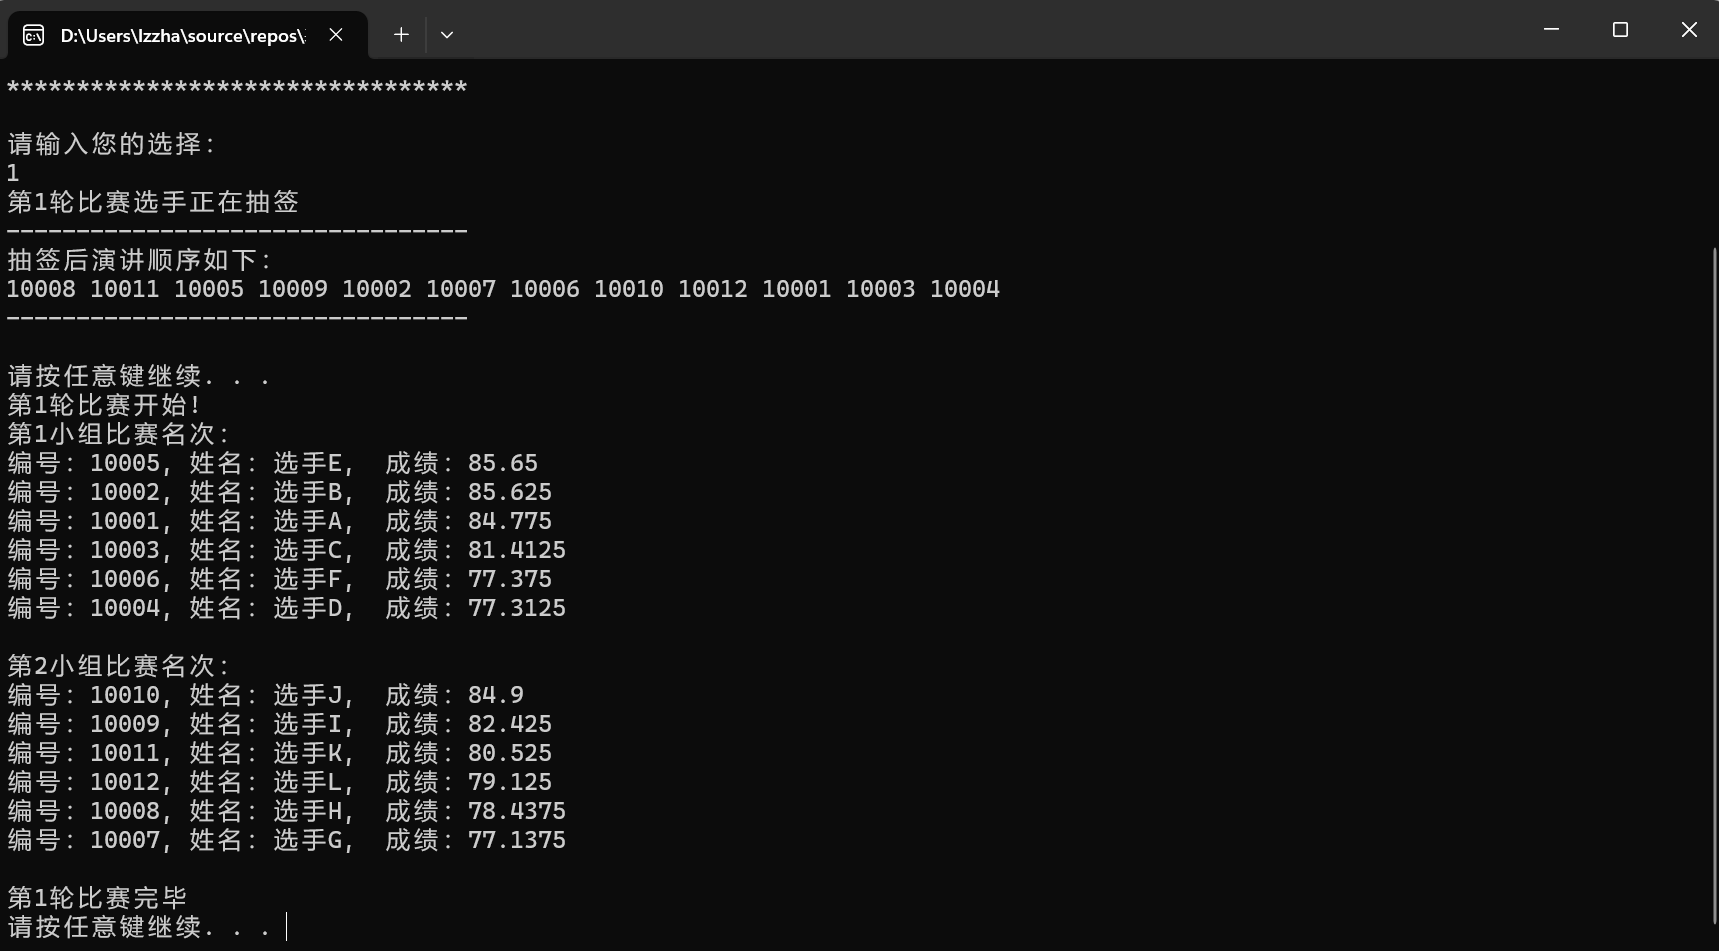 D:\Users\lzzha\source\repos\
*********************************
请输入您的选择:
1
第1轮比赛选手正在抽签
---------------------------------
抽签后演讲顺序如下:
10008 10011 10005 10009 10002 10007 10006 10010 10012 10001 10003 10004
---------------------------------
请按任意键继续. . .
第1轮比赛开始!
第1小组比赛名次:
编号: 10005, 姓名: 选手E,  成绩: 85.65
编号: 10002, 姓名: 选手B,  成绩: 85.625
编号: 10001, 姓名: 选手A,  成绩: 84.775
编号: 10003, 姓名: 选手C,  成绩: 81.4125
编号: 10006, 姓名: 选手F,  成绩: 77.375
编号: 10004, 姓名: 选手D,  成绩: 77.3125
第2小组比赛名次:
编号: 10010, 姓名: 选手J,  成绩: 84.9
编号: 10009, 姓名: 选手I,  成绩: 82.425
编号: 10011, 姓名: 选手K,  成绩: 80.525
编号: 10012, 姓名: 选手L,  成绩: 79.125
编号: 10008, 姓名: 选手H,  成绩: 78.4375
编号: 10007, 姓名: 选手G,  成绩: 77.1375
第1轮比赛完毕
请按任意键继续. . .